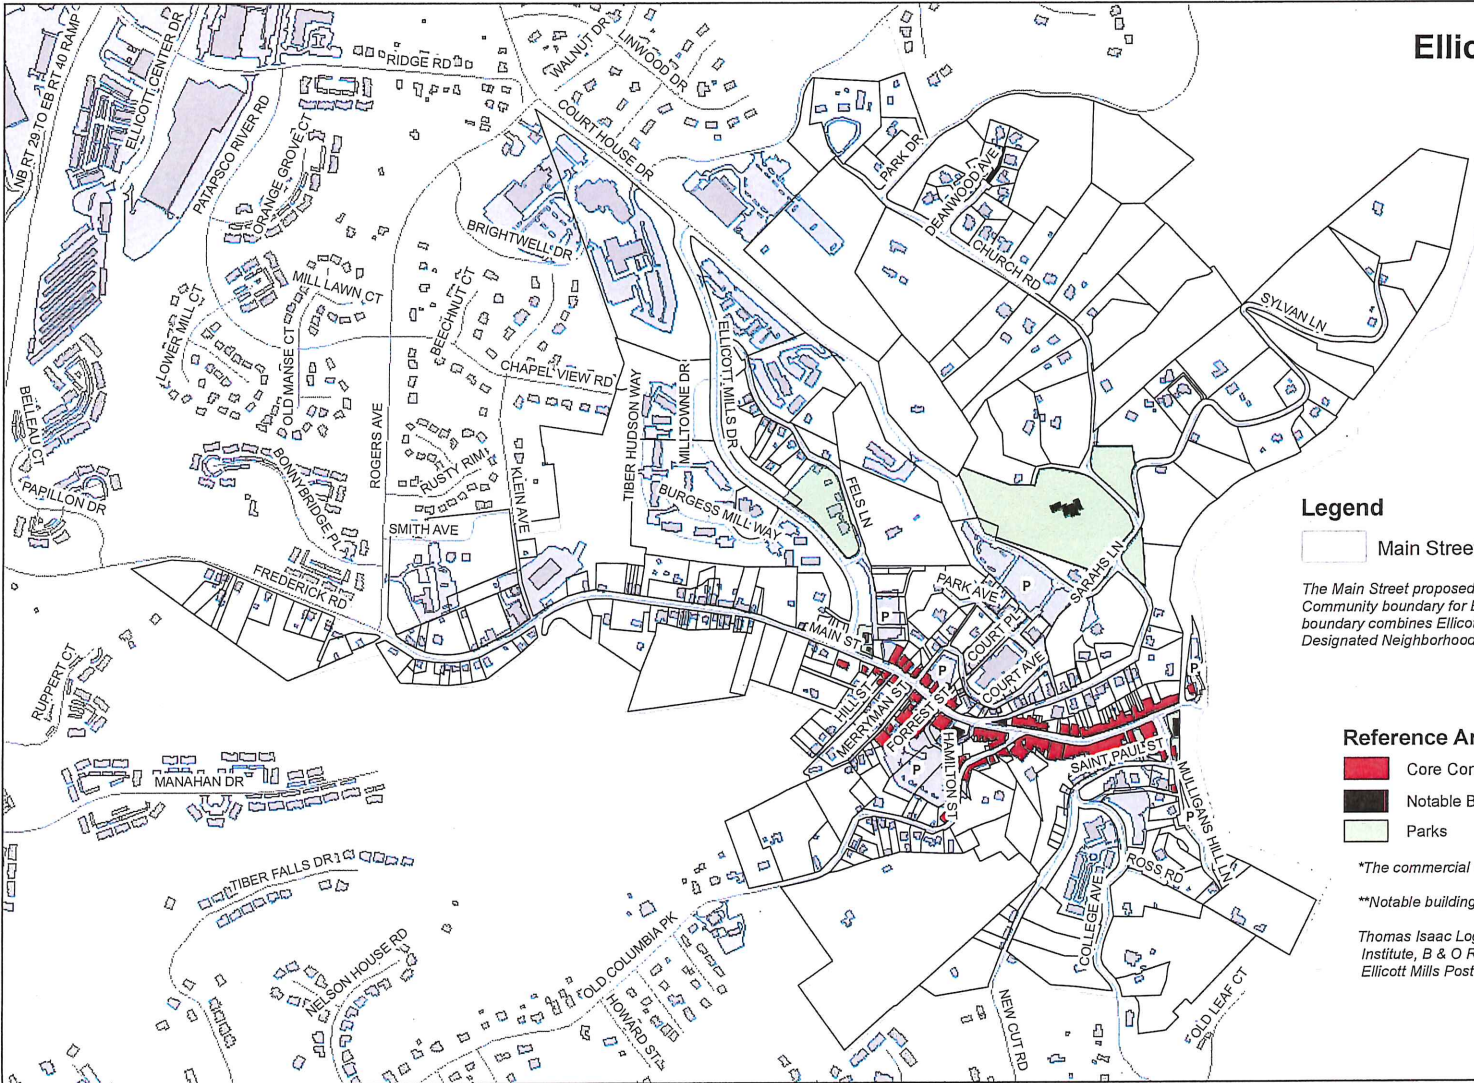 Ellic
NB RT 29 TO EB RT 40 RAMP
ELLICOTT CENTER DR
RIDGE RD
WALNUT DR
LINWOOD DR
COURT HOUSE DR
PATAPSCO RIVER RD
ORANGE GROVE CT
PARK DR
DEANWOOD AVE
BRIGHTWELL DR
CHURCH RD
MILL LAWN CT
LOWER MILL CT
OLD MANSE CT
BEECHNUT CT
SYLVAN LN
CHAPEL VIEW RD
ELLICOTT MILLS DR
MILLTOWNE DR
TIBER HUDSON WAY
BELLEAU CT
ROGERS AVE
BONNYBRIDGE PL
RUSTY RIM
KLEIN AVE
PAPILLON DR
SMITH AVE
BURGESS MILL WAY
FELS LN
FREDERICK RD
SARAHS LN
PARK AVE
P
P
MAIN ST
COURT PL
COURT AVE
P
P
HILL ST
MERRYMAN ST
FORREST ST
P
HAMILTON ST
SAINT PAUL ST
MULLIGANS HILL LN
P
RUPPERT CT
MANAHAN DR
TIBER FALLS DR
ROSS RD
COLLEGE AVE
OLD COLUMBIA PK
NELSON HOUSE RD
HOWARD ST
NEW CUT RD
OLD LEAF CT
Legend
Main Stree
The Main Street proposed
Community boundary for E
boundary combines Ellico
Designated Neighborhood
Reference Ar
Core Con
Notable B
Parks
*The commercial
**Notable building
Thomas Isaac Log
Institute, B & O R
Ellicott Mills Post